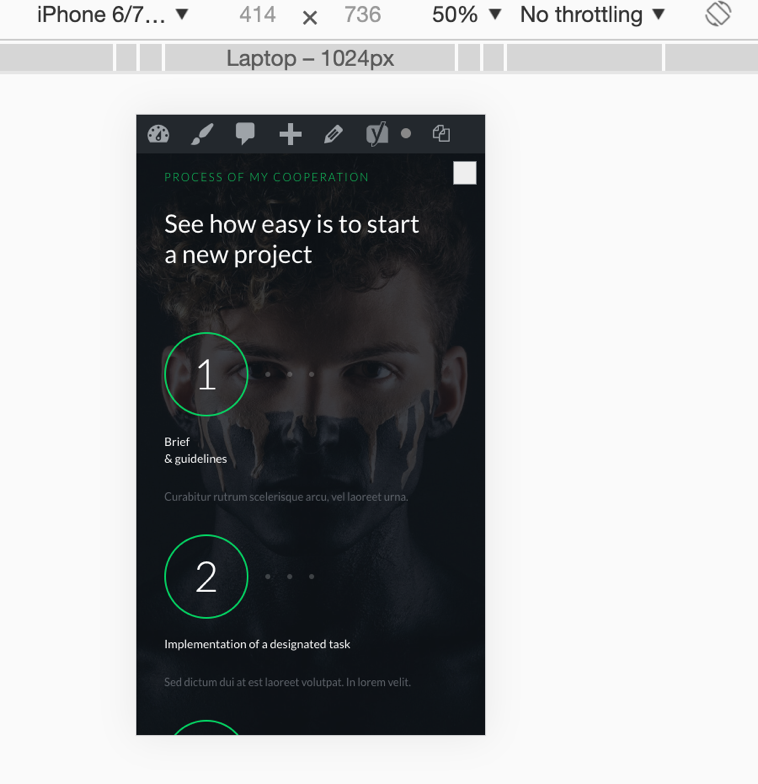 iPhone 6/7... ▼ 414 × 736 50% ▼ No throttling ▼
Laptop – 1024px
PROCESS OF MY COOPERATION
See how easy is to start
a new project
1
Brief
& guidelines
Curabitur rutrum scelerisque arcu, vel laoreet urna.
2
Implementation of a designated task
Sed dictum dui at est laoreet volutpat. In lorem velit.